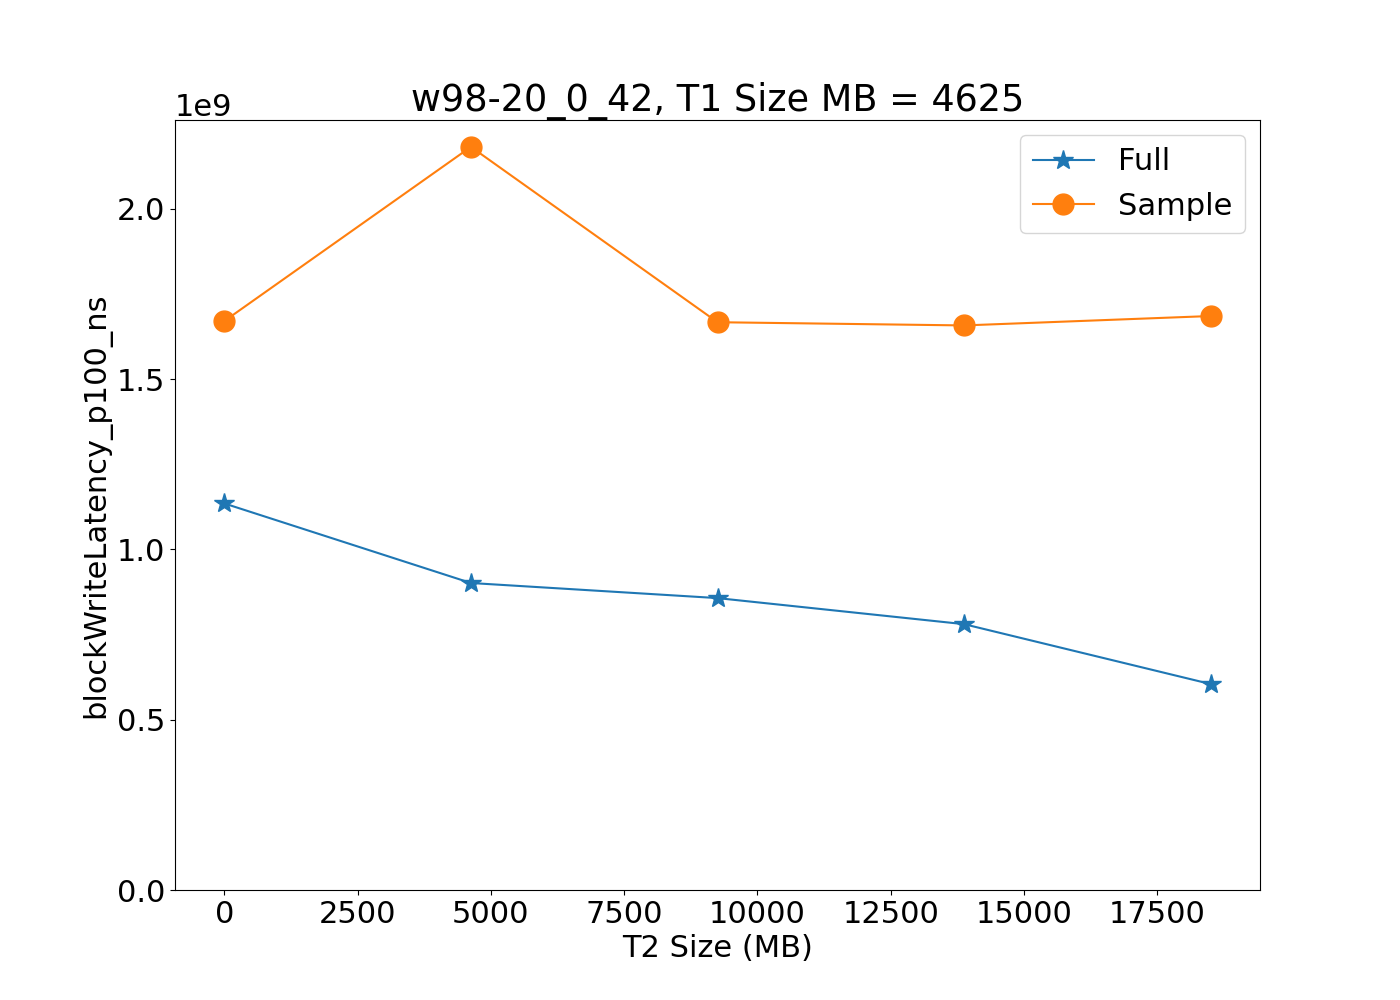 w98-20_0_42, T1 Size MB = 4625
1e9
Full
Sample
2.0
1.5
1.0
0.5
0.0
blockWriteLatency_p100_ns
0 2500 5000 7500 10000 12500 15000 17500
T2 Size (MB)